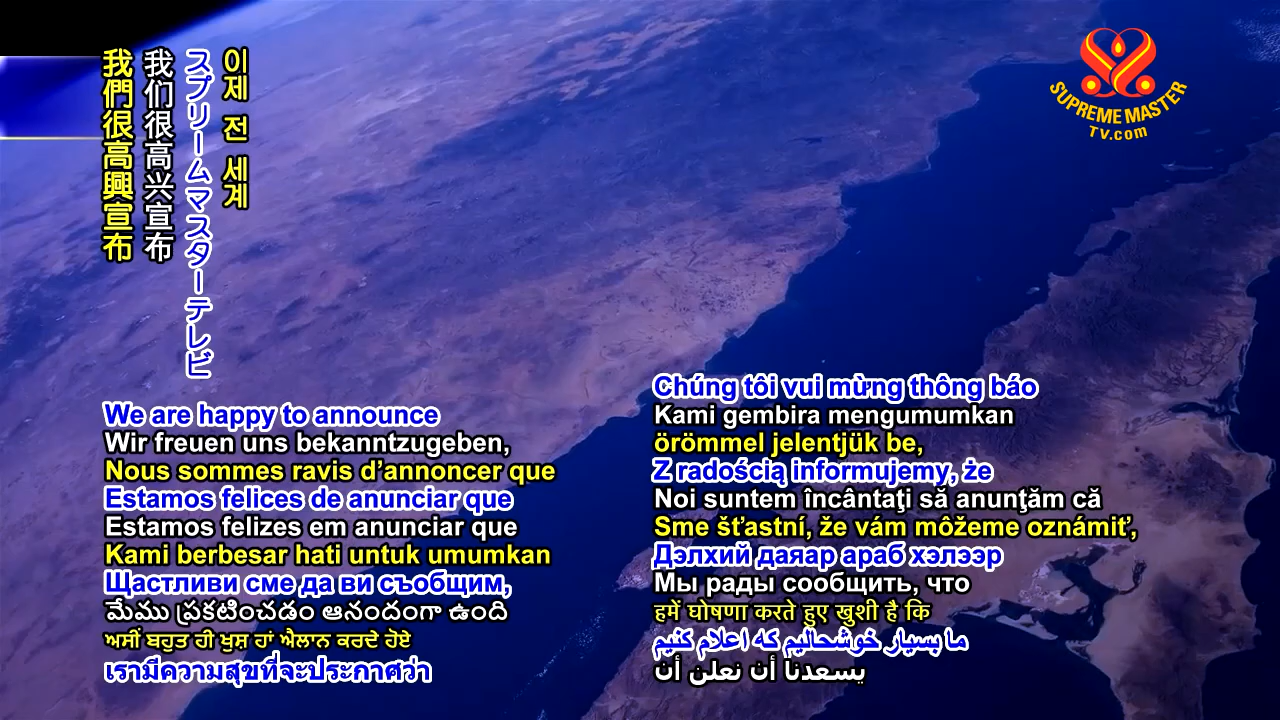 我們很高興宣布
我们很高兴宣布
スプリームマスターテレビ
이제 전 세계
SUPREME MASTER
TV.com
We are happy to announce
Wir freuen uns bekanntzugeben,
Nous sommes ravis d’annoncer que
Estamos felices de anunciar que
Estamos felizes em anunciar que
Kami berbesar hati untuk umumkan
Щастливи сме да ви съобщим,
మేము ప్రకటించడం ఆనందంగా ఉంది
ਅਸੀਂ ਬਹੁਤ ਹੀ ਖੁਸ਼ ਹਾਂ ਐਲਾਨ ਕਰਦੇ ਹੋਏ
เรามีความสุขที่จะประกาศว่า
Chúng tôi vui mừng thông báo
Kami gembira mengumumkan
örömmel jelentjük be,
Z radością informujemy, że
Noi suntem încântaţi să anunţăm că
Sme šťastní, že vám môžeme oznámiť,
Дэлхий даяар араб хэлээр
Мы рады сообщить, что
हमें घोषणा करते हुए खुशी है कि
ما بسیار خوشحالیم که اعلام کنیم
يسعدنا أن نعلن أن